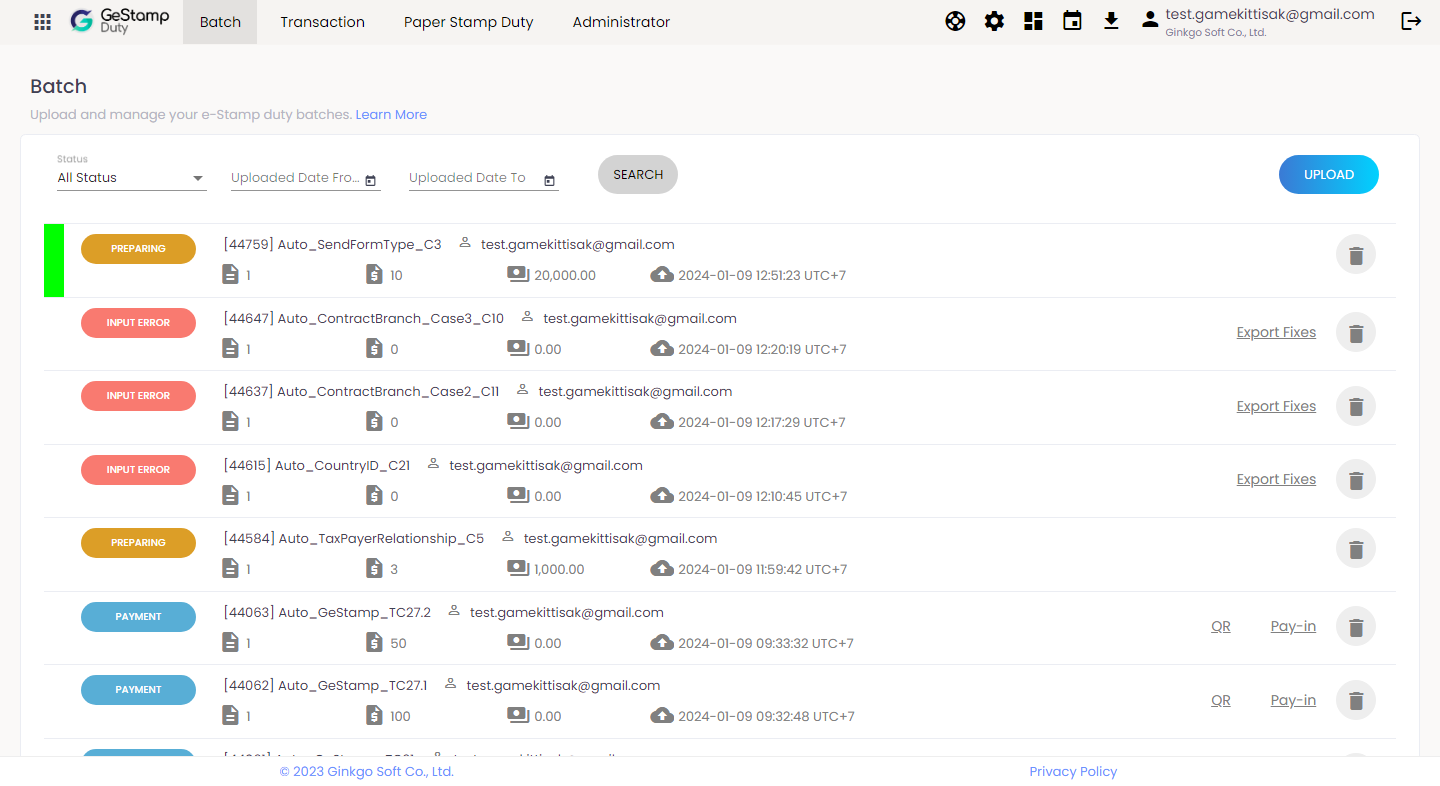 GeStamp
Duty
Batch
Transaction
Paper Stamp Duty
Administrator
test.gamekittisak@gmail.com
Ginkgo Soft Co., Ltd.
Batch
Upload and manage your e-Stamp duty batches. Learn More
Status
All Status
Uploaded Date Fro...
Uploaded Date To
SEARCH
UPLOAD
PREPARING
[44759] Auto_SendFormType_C3 test.gamekittisak@gmail.com
1 10 20,000.00 2024-01-09 12:51:23 UTC+7
INPUT ERROR
[44647] Auto_ContractBranch_Case3_C10 test.gamekittisak@gmail.com
1 0 0.00 2024-01-09 12:20:19 UTC+7
Export Fixes
INPUT ERROR
[44637] Auto_ContractBranch_Case2_C11 test.gamekittisak@gmail.com
1 0 0.00 2024-01-09 12:17:29 UTC+7
Export Fixes
INPUT ERROR
[44615] Auto_CountryID_C21 test.gamekittisak@gmail.com
1 0 0.00 2024-01-09 12:10:45 UTC+7
Export Fixes
PREPARING
[44584] Auto_TaxPayerRelationship_C5 test.gamekittisak@gmail.com
1 3 1,000.00 2024-01-09 11:59:42 UTC+7
PAYMENT
[44063] Auto_GeStamp_TC27.2 test.gamekittisak@gmail.com
1 50 0.00 2024-01-09 09:33:32 UTC+7
QR Pay-in
PAYMENT
[44062] Auto_GeStamp_TC27.1 test.gamekittisak@gmail.com
1 100 0.00 2024-01-09 09:32:48 UTC+7
QR Pay-in
© 2023 Ginkgo Soft Co., Ltd.
Privacy Policy